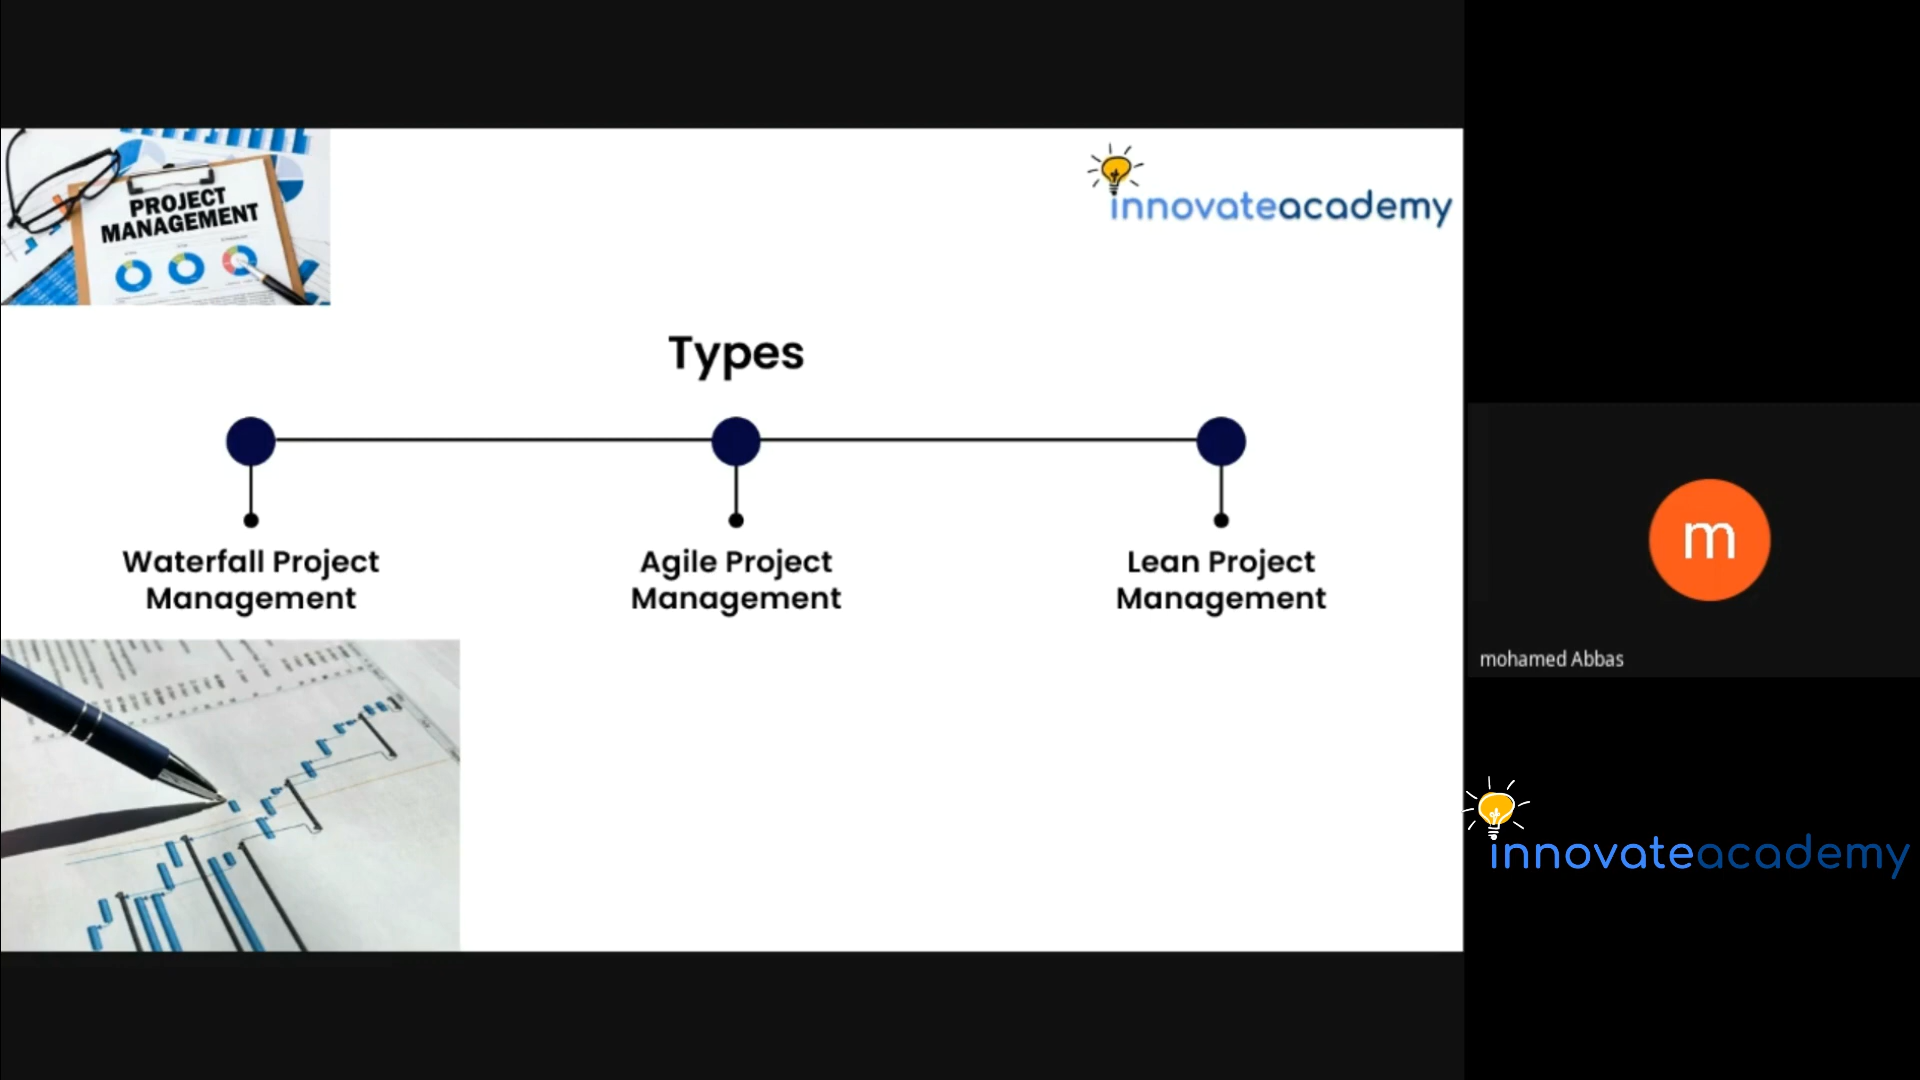 PROJECT
MANAGEMENT
innovateacademy
Types
Waterfall Project
Management
Agile Project
Management
Lean Project
Management
m
mohamed Abbas
innovateacademy